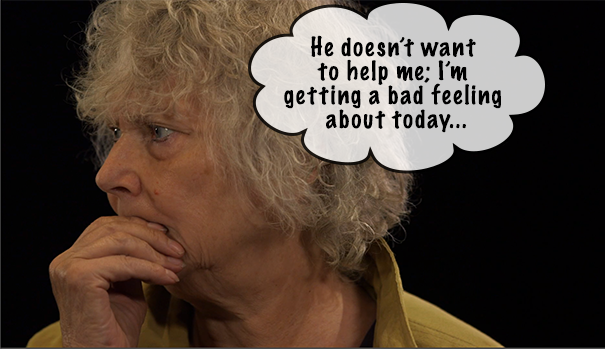 He doesn't want
to help me; I'm
getting a bad feeling
about today...